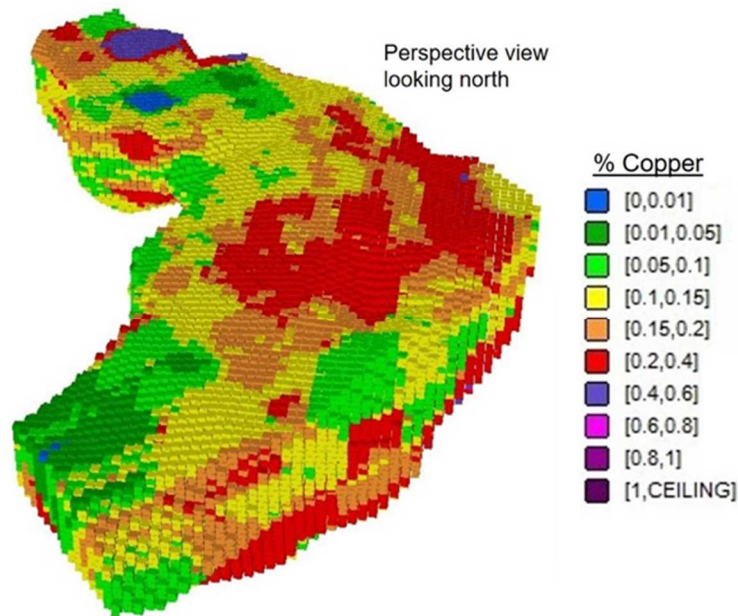 Perspective view
looking north
% Copper
[0,0.01]
[0.01,0.05]
[0.05,0.1]
[0.1,0.15]
[0.15,0.2]
[0.2,0.4]
[0.4,0.6]
[0.6,0.8]
[0.8,1]
[1,CEILING]